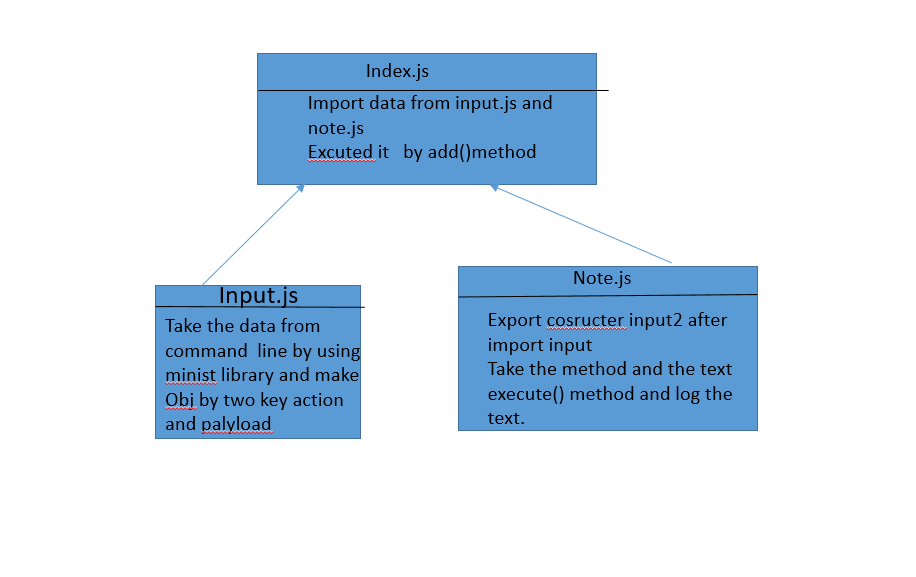 Index.js
Import data from input.js and
note.js
Excuted it by add()method
Input.js
Take the data from
command line by using
minist library and make
Obj by two key action
and palyload
Note.js
Export cosructer input2 after
import input
Take the method and the text
execute() method and log the
text.